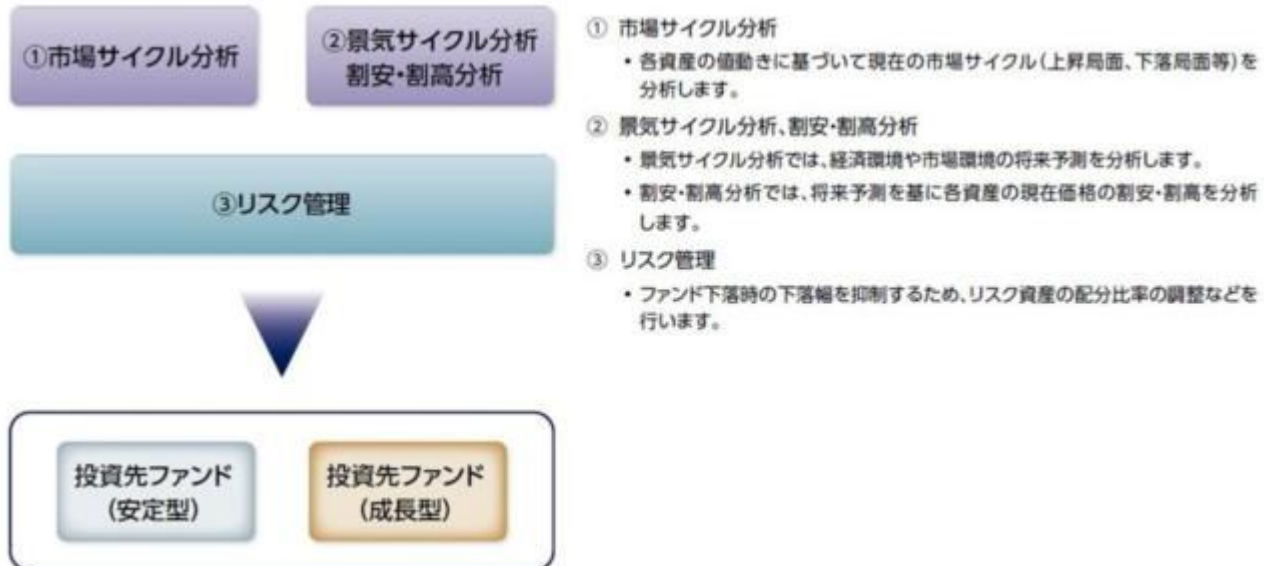 ①市場サイクル分析
②景気サイクル分析
割安・割高分析
③リスク管理
投資先ファンド
(安定型)
投資先ファンド
(成長型)
① 市場サイクル分析
• 各資産の値動きに基づいて現在の市場サイクル(上昇局面、下落局面等)を
分析します。
② 景気サイクル分析、割安・割高分析
• 景気サイクル分析では、経済環境や市場環境の将来予測を分析します。
• 割安・割高分析では、将来予測を基に各資産の現在価格の割安・割高を分析
します。
③ リスク管理
• ファンド下落時の下落幅を抑制するため、リスク資産の配分比率の調整などを
行います。